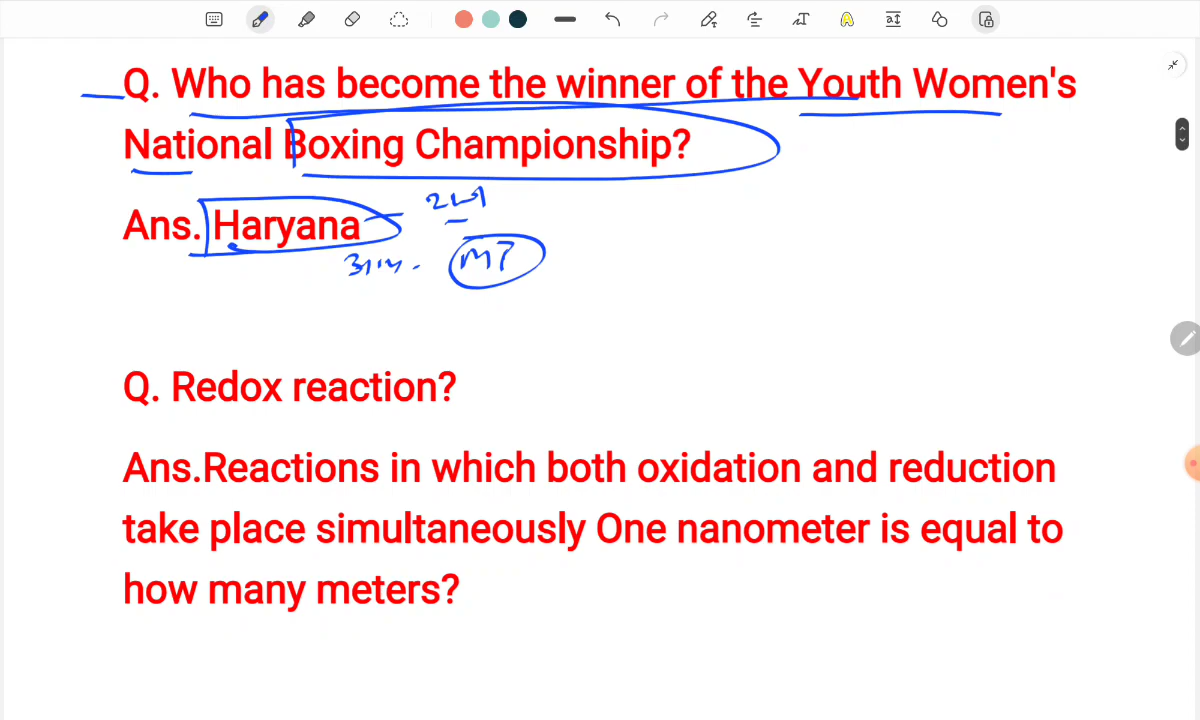 Q. Who has become the winner of the Youth Women's
National Boxing Championship?
Ans. Haryana
MP
Q. Redox reaction?
Ans.Reactions in which both oxidation and reduction
take place simultaneously One nanometer is equal to
how many meters?